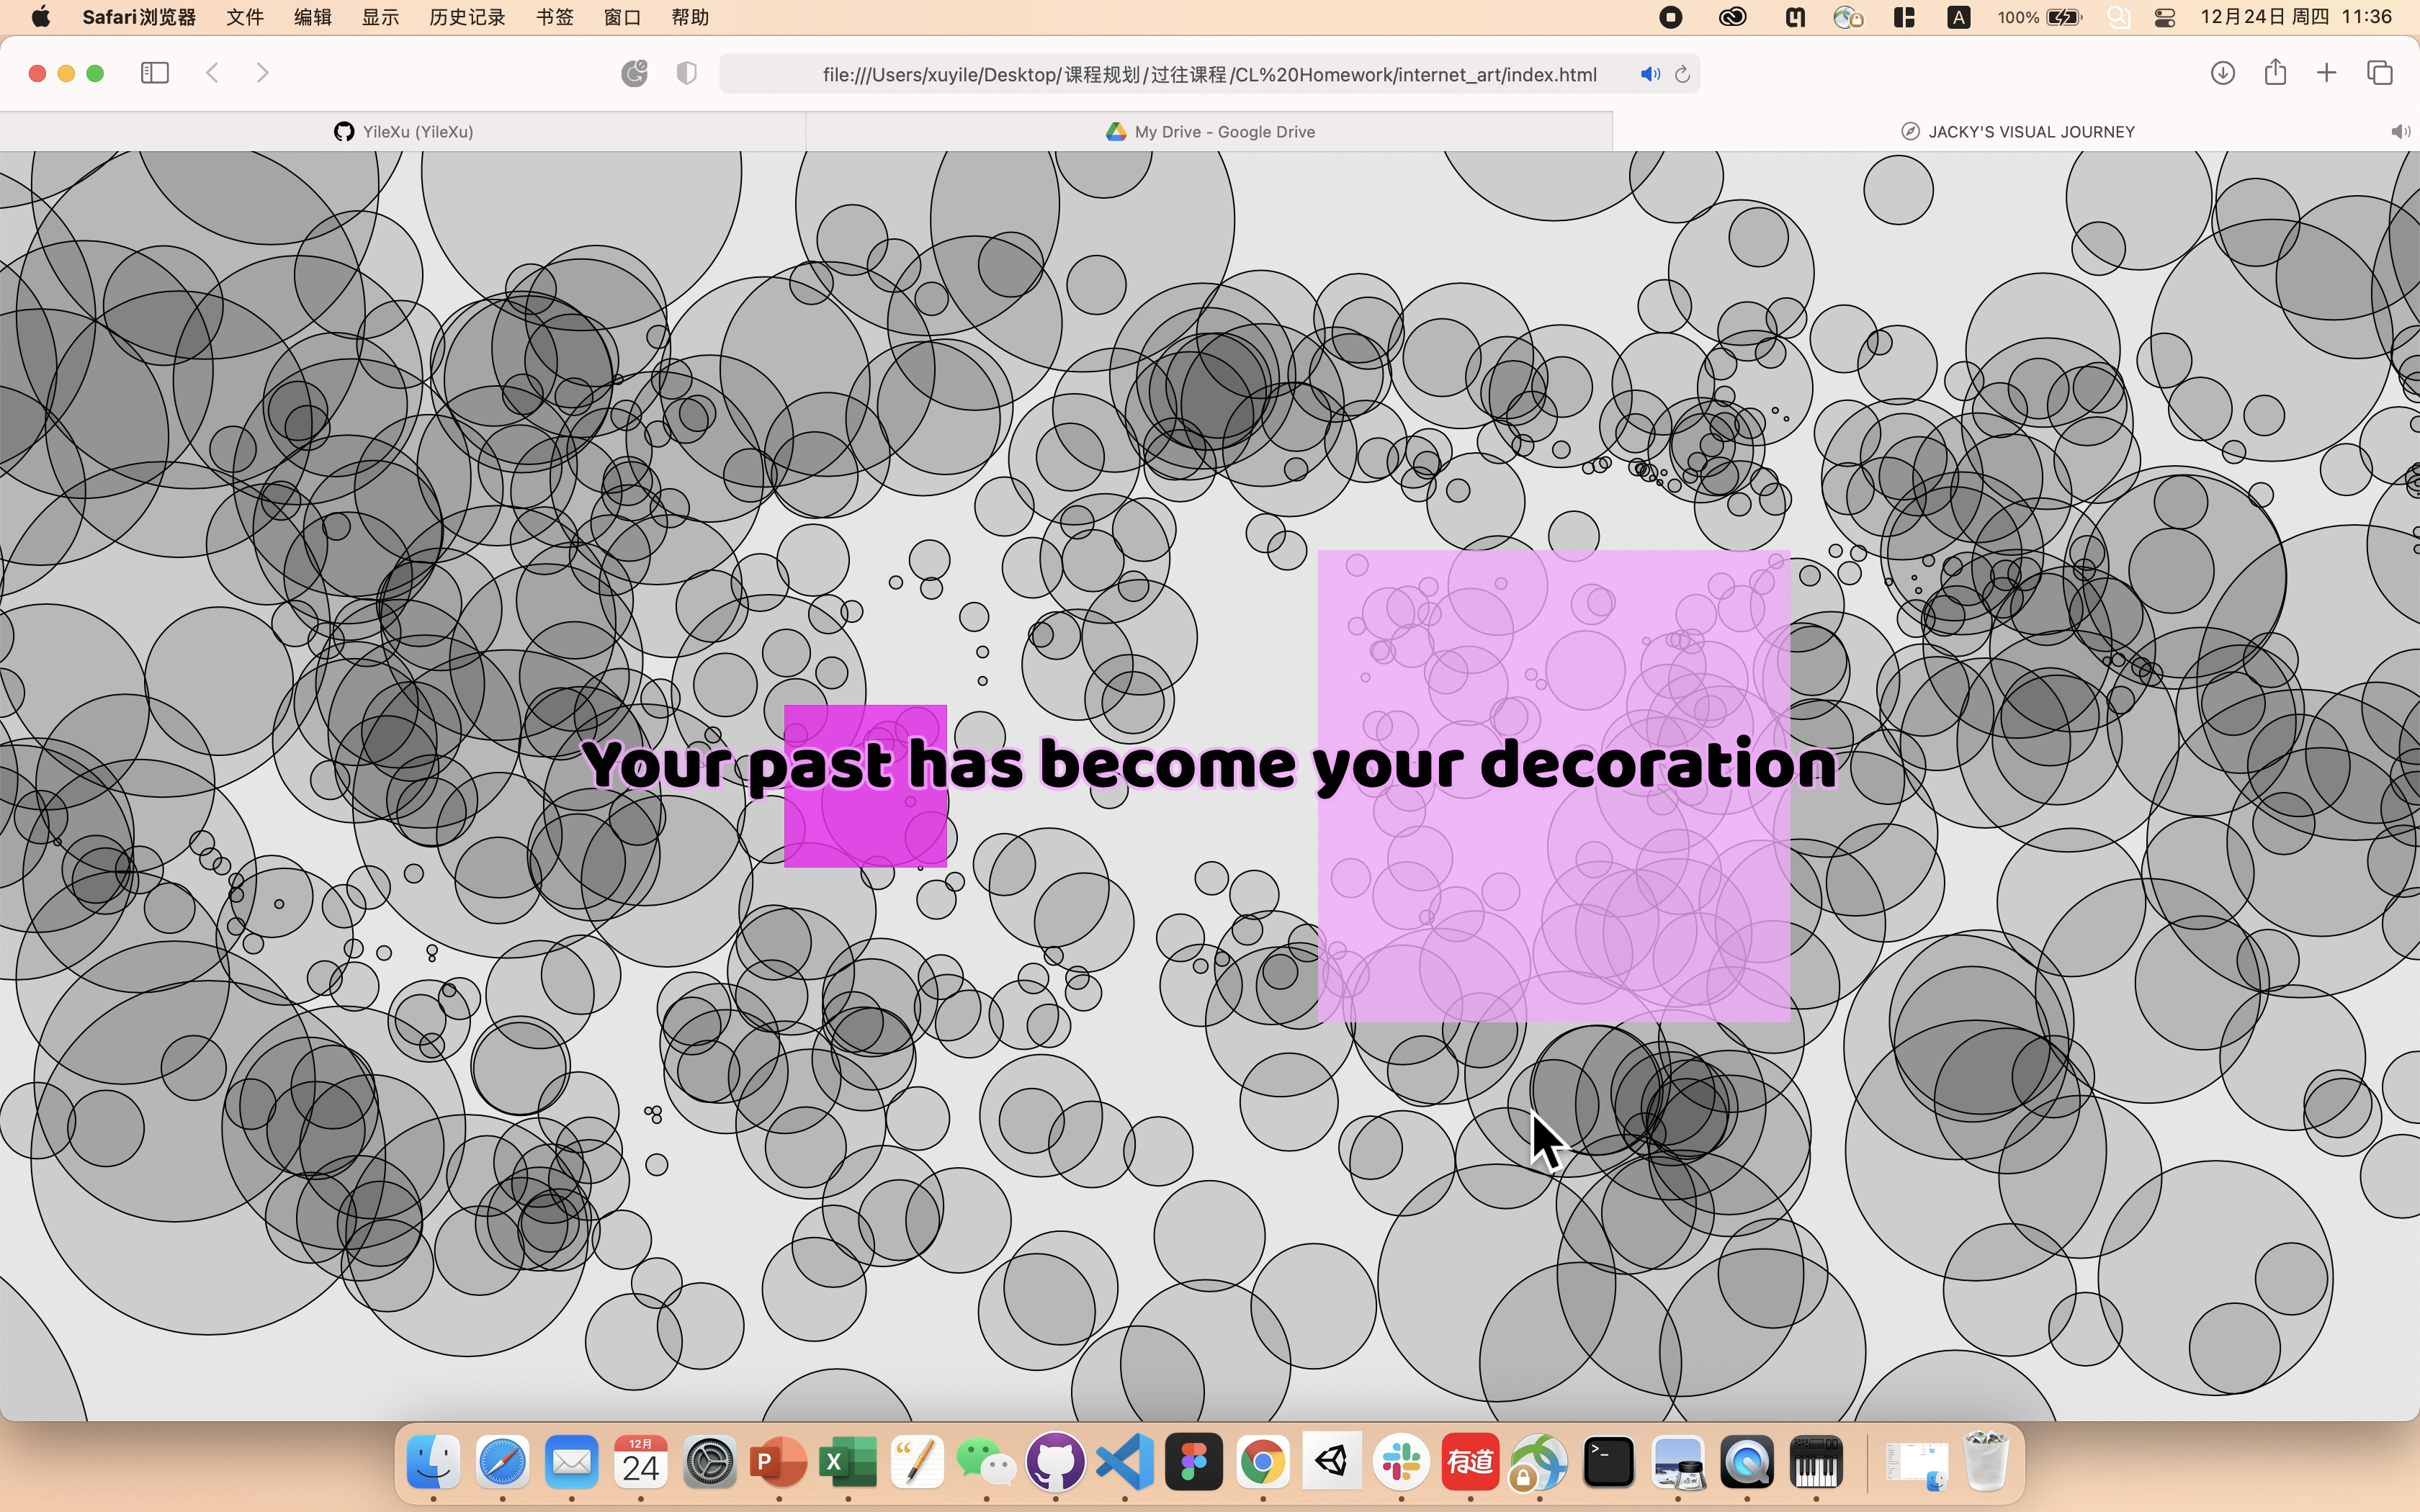 Safari浏览器 文件 编辑 显示 历史记录 书签 窗口 帮助 A 100% 12月24日 周四 11:36
file:///Users/xuyile/Desktop/课程规划/过往课程/CL%20Homework/internet_art/index.html
YileXu (YileXu) My Drive - Google Drive JACKY'S VISUAL JOURNEY
Your past has become your decoration
12月
24
P
X
有道
>_